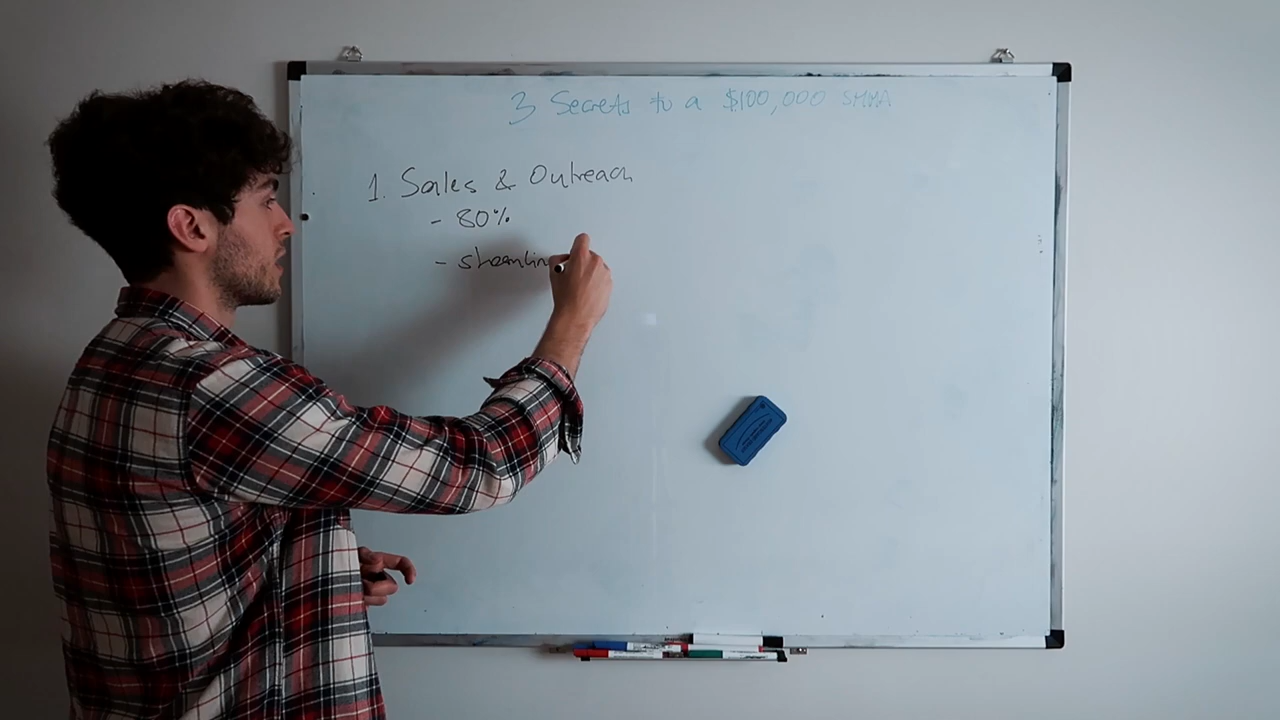 3 Secrets to a $100,000 SMMA
1. Sales & Outreach
- 80%
- streamlin